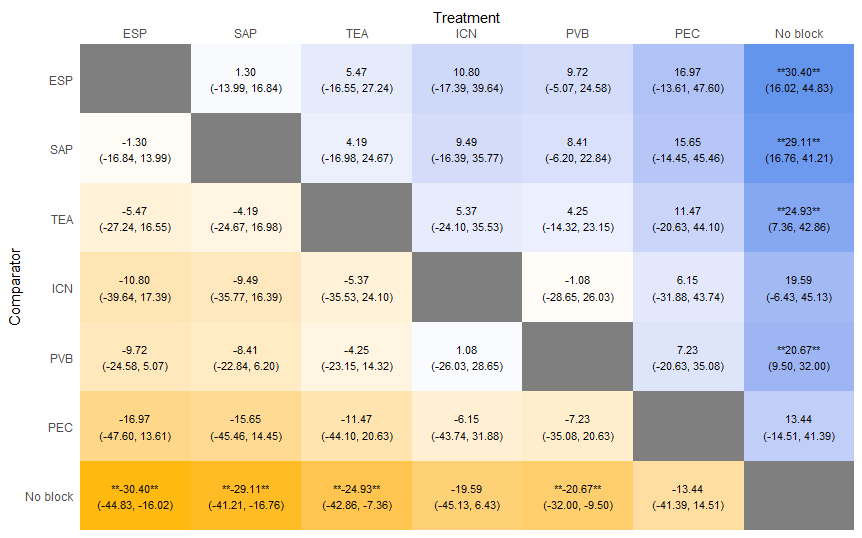 Treatment
ESP SAP TEA ICN PVB PEC No block
Comparator
ESP
1.30 5.47 10.80 9.72 16.97 **30.40**
(-13.99, 16.84) (-16.55, 27.24) (-17.39, 39.64) (-5.07, 24.58) (-13.61, 47.60) (16.02, 44.83)
SAP
-1.30 4.19 9.49 8.41 15.65 **29.11**
(-16.84, 13.99) (-16.98, 24.67) (-16.39, 35.77) (-6.20, 22.84) (-14.45, 45.46) (16.76, 41.21)
TEA
-5.47 -4.19 5.37 4.25 11.47 **24.93**
(-27.24, 16.55) (-24.67, 16.98) (-24.10, 35.53) (-14.32, 23.15) (-20.63, 44.10) (7.36, 42.86)
ICN
-10.80 -9.49 -5.37 -1.08 6.15 19.59
(-39.64, 17.39) (-35.77, 16.39) (-35.53, 24.10) (-28.65, 26.03) (-31.88, 43.74) (-6.43, 45.13)
PVB
-9.72 -8.41 -4.25 1.08 7.23 **20.67**
(-24.58, 5.07) (-22.84, 6.20) (-23.15, 14.32) (-26.03, 28.65) (-20.63, 35.08) (9.50, 32.00)
PEC
-16.97 -15.65 -11.47 -6.15 -7.23 13.44
(-47.60, 13.61) (-45.46, 14.45) (-44.10, 20.63) (-43.74, 31.88) (-35.08, 20.63) (-14.51, 41.39)
No block
**-30.40** **-29.11** **-24.93** -19.59 **-20.67** -13.44
(-44.83, -16.02) (-41.21, -16.76) (-42.86, -7.36) (-45.13, 6.43) (-32.00, -9.50) (-41.39, 14.51)